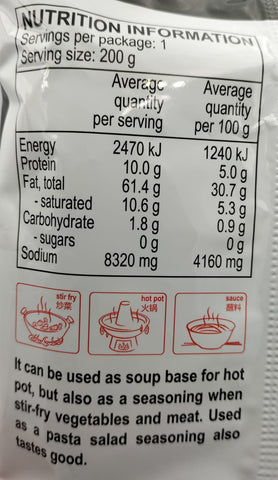 NUTRITION INFORMATION
Servings per package: 1
Serving size: 200 g
Average quantity per serving
Average quantity per 100 g
Energy 2470 kJ 1240 kJ
Protein 10.0 g 5.0 g
Fat, total 61.4 g 30.7 g
- saturated 10.6 g 5.3 g
Carbohydrate 1.8 g 0.9 g
- sugars 0 g 0 g
Sodium 8320 mg 4160 mg
stir fry
炒菜
hot pot
火锅
sauce
蘸料
It can be used as soup base for hot
pot, but also as a seasoning when
stir-fry vegetables and meat. Used
as a pasta salad seasoning also
tastes good.